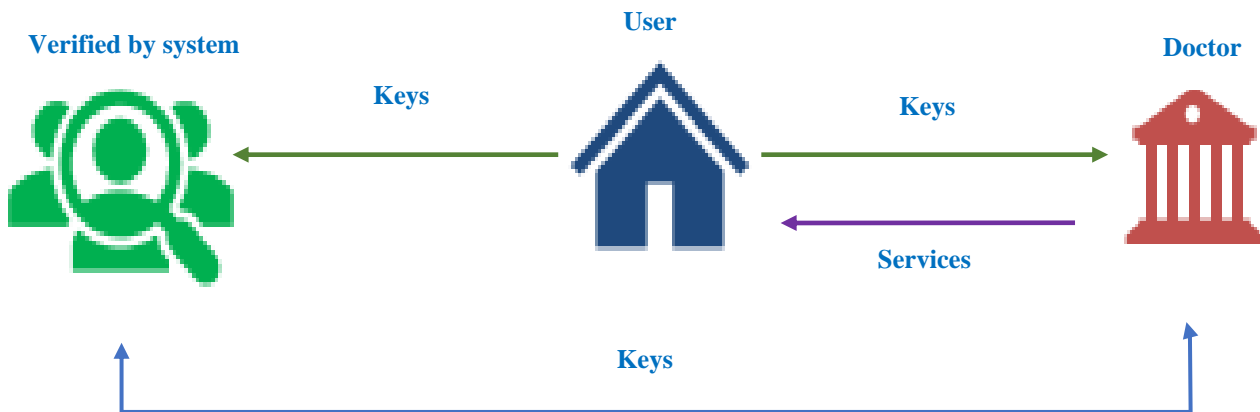 User
Verified by system
Doctor
Keys
Keys
Services
Keys